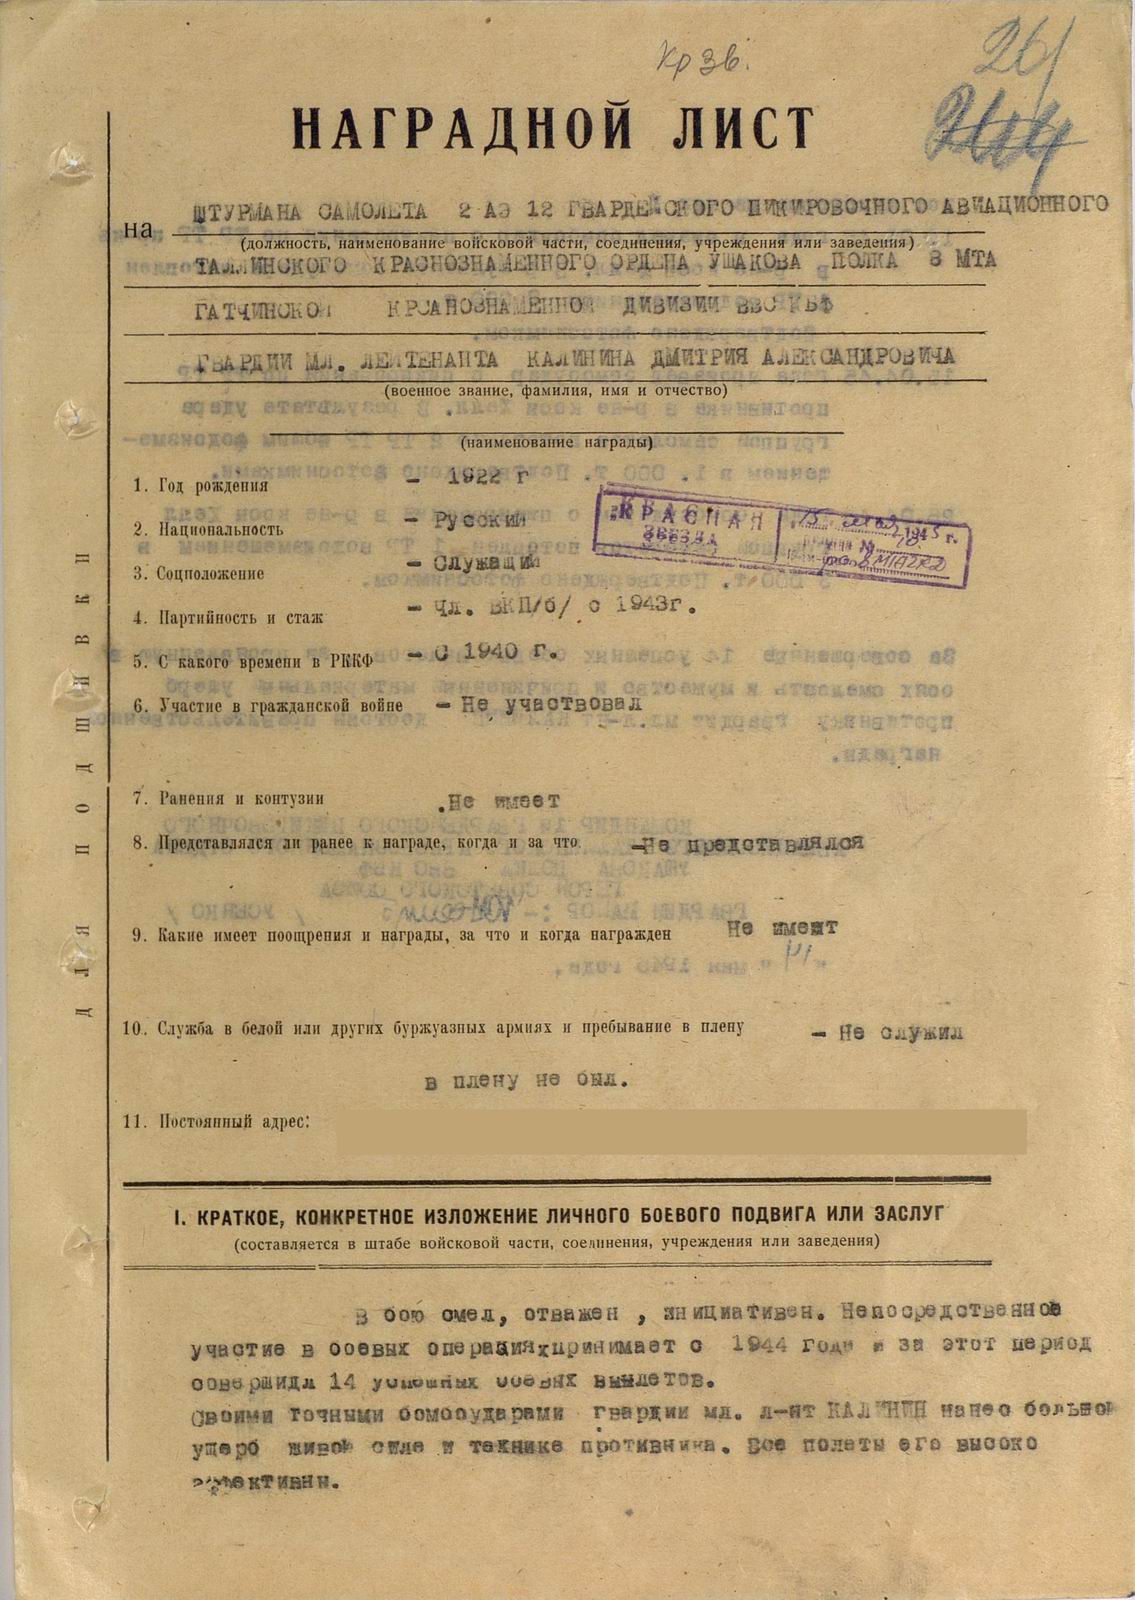 Кр Зв.
26/
НАГРАДНОЙ ЛИСТ
на ШТУРМАНА САМОЛЕТА 2 АЭ 12 ГВАРДЕЙСКОГО ПИКИРОВОЧНОГО АВИАЦИОННОГО
(должность, наименование войсковой части, соединения, учреждения или заведения)
ТАЛЛИНСКОГО КРАСНОЗНАМЕННОГО ОРДЕНА УШАКОВА ПОЛКА 8 МТА
ГАТЧИНСКОЙ КРСАНОЗНАМЕННОЙ ДИВИЗИИ ВВС КБФ
ГВАРДИИ МЛ. ЛЕЙТЕНАНТА КАЛИНИНА ДМИТРИЯ АЛЕКСАНДРОВИЧА
(военное звание, фамилия, имя и отчество)
(наименование награды)
1. Год рождения - 1922 г
2. Национальность - Русский
3. Соцположение - Служащий
4. Партийность и стаж - Чл. ВКП/б/ с 1943г.
5. С какого времени в РККФ - С 1940 г.
6. Участие в гражданской войне - Не участвовал
КРАСНАЯ
ЗВЕЗДА
15 мая 1945 г.
7. Ранения и контузии .Не имеет
8. Представлялся ли ранее к награде, когда и за что -Не представлялся
9. Какие имеет поощрения и награды, за что и когда награжден Не имеет
10. Служба в белой или других буржуазных армиях и пребывание в плену - Не служил
в плену не был.
11. Постоянный адрес:
ДЛЯ ПОДШИВКИ
I. КРАТКОЕ, КОНКРЕТНОЕ ИЗЛОЖЕНИЕ ЛИЧНОГО БОЕВОГО ПОДВИГА ИЛИ ЗАСЛУГ
(составляется в штабе войсковой части, соединения, учреждения или заведения)
В бою смел, отважен , инициативен. Непосредственное
участие в боевых операцияхпринимает с 1944 года и за этот период
совершил 14 успешных боевых вылетов.
Своими точными бомбоударами гвардии мл. л-нт КАЛИНИН нанес большой
ущерб живой силе и технике противника. Все полеты его высоко
эффективны.